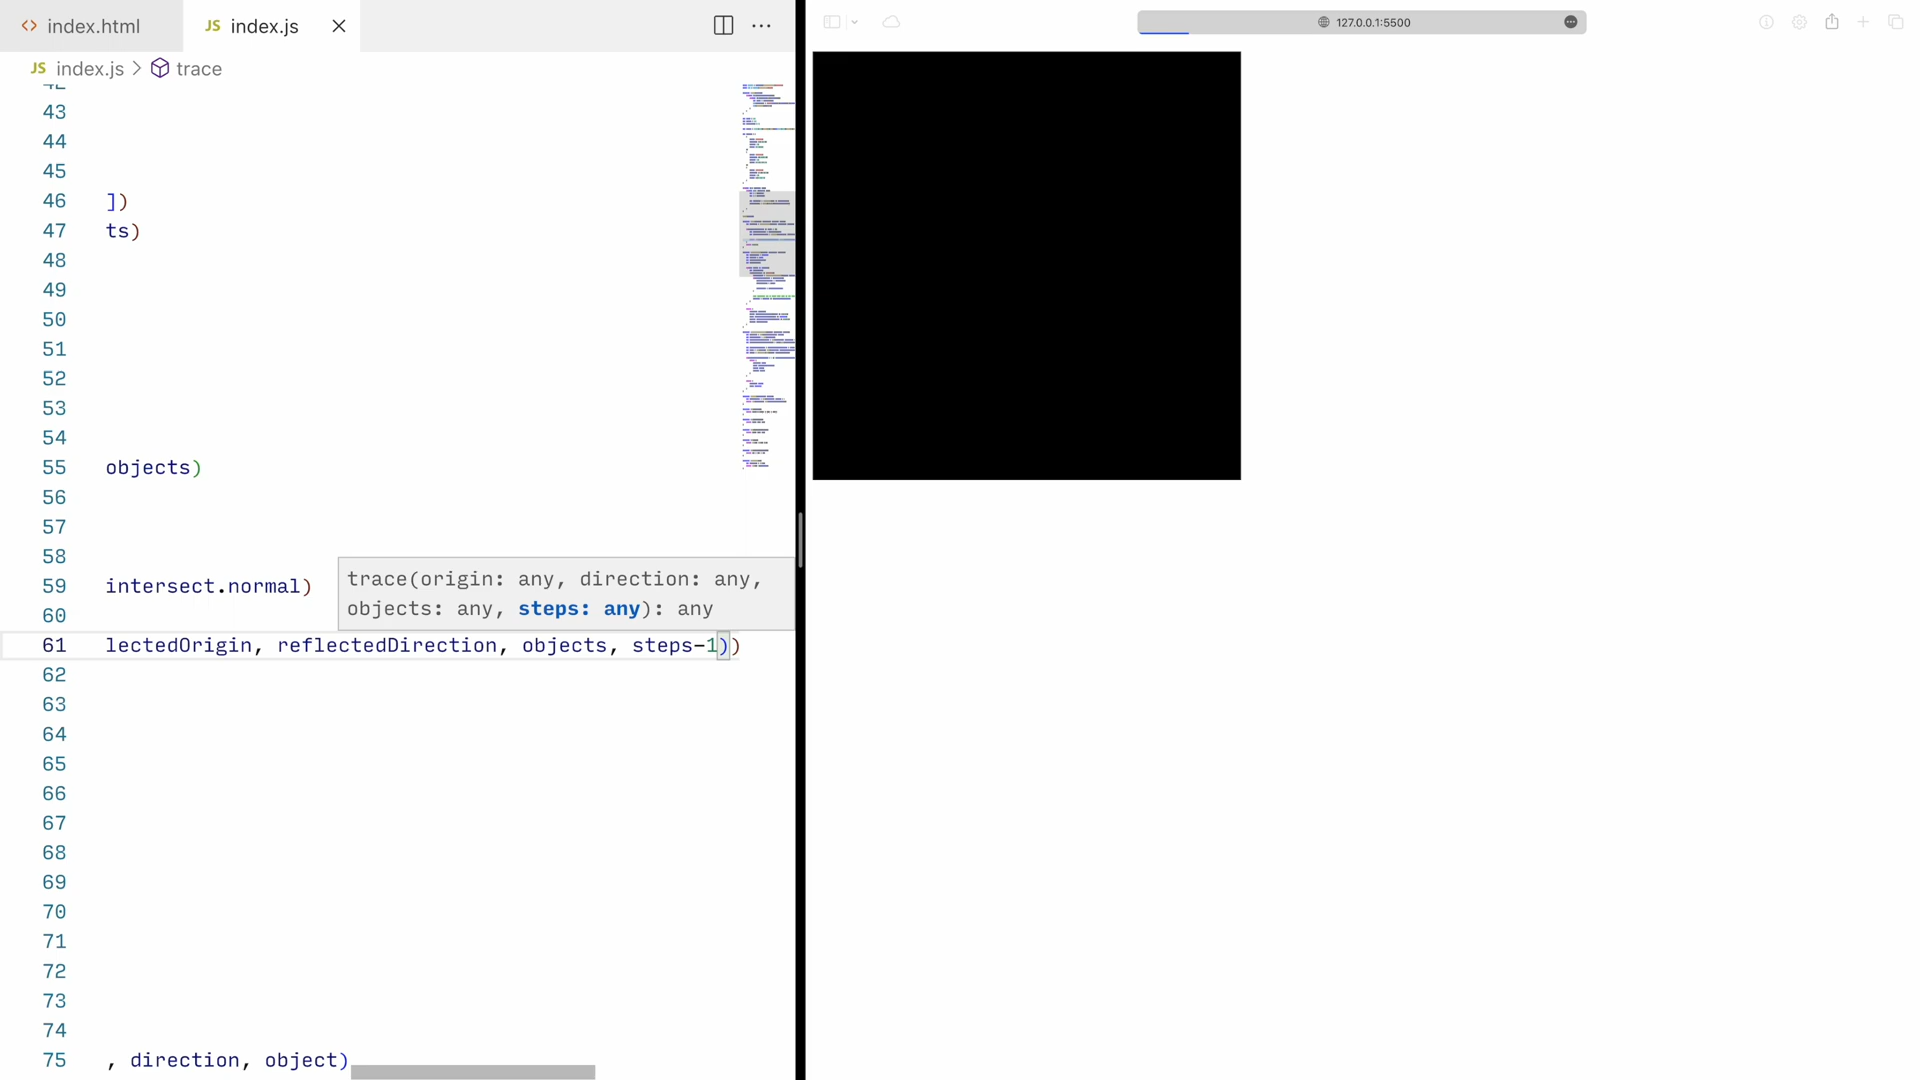 index.html
JS index.js
127.0.0.1:5500
JS index.js > trace
43
44
45
46 ])
47 ts)
48
49
50
51
52
53
54
55 objects)
56
57
58
59 intersect.normal)
trace(origin: any, direction: any,
objects: any, steps: any): any
60
61 lectedOrigin, reflectedDirection, objects, steps-1))
62
63
64
65
66
67
68
69
70
71
72
73
74
75 , direction, object)